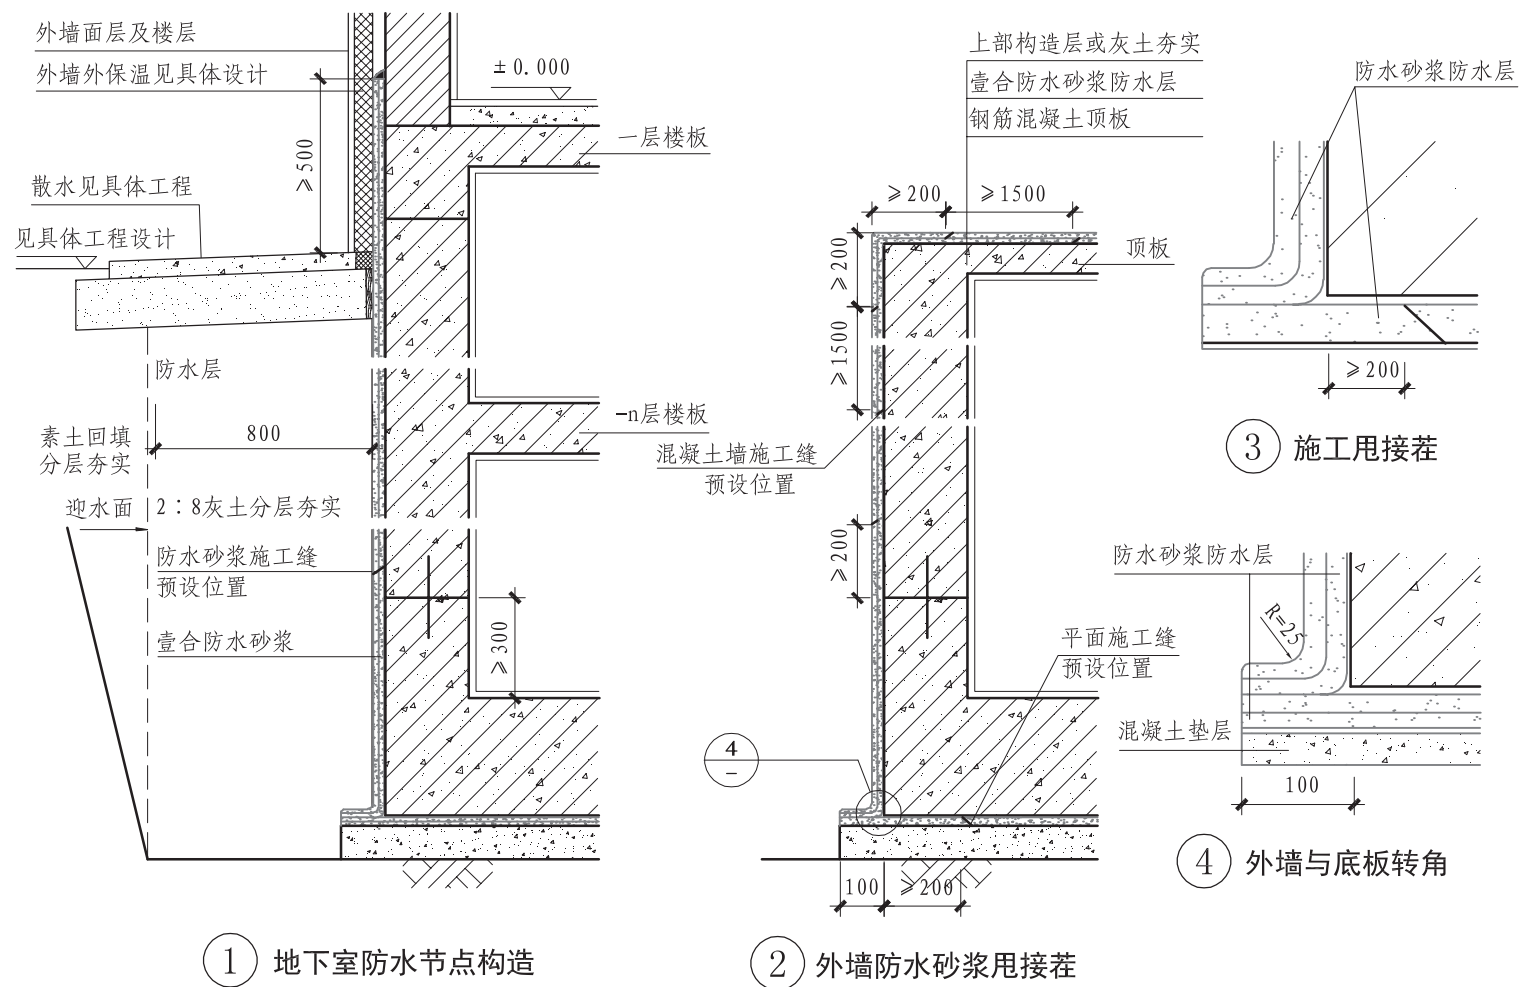 外墙面层及楼层
外墙外保温见具体设计
±0.000
≥500
一层楼板
散水见具体工程
见具体工程设计
防水层
800
-n层楼板
素土回填
分层夯实
迎水面
2：8灰土分层夯实
防水砂浆施工缝
预设位置
≥300
壹合防水砂浆
① 地下室防水节点构造
上部构造层或灰土夯实
壹合防水砂浆防水层
钢筋混凝土顶板
≥200
≥1500
≥200
顶板
≥1500
混凝土墙施工缝
预设位置
≥200
平面施工缝
预设位置
4
-
100
≥200
② 外墙防水砂浆甩接茬
防水砂浆防水层
≥200
③ 施工甩接茬
防水砂浆防水层
R=25
混凝土垫层
100
④ 外墙与底板转角